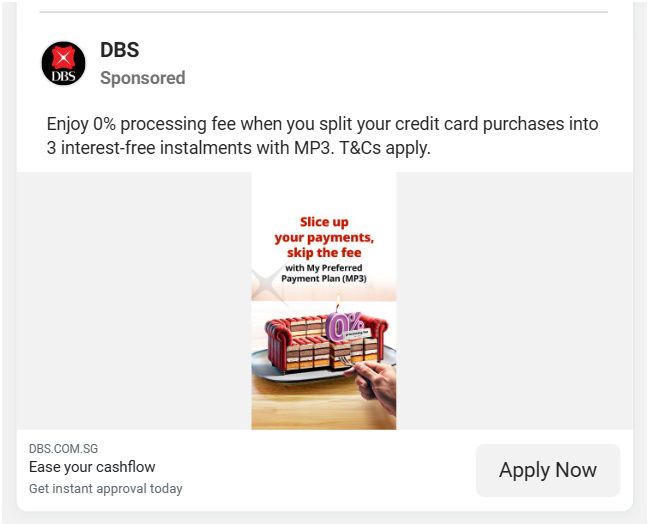 DBS
DBS
Sponsored
Enjoy 0% processing fee when you split your credit card purchases into
3 interest-free instalments with MP3. T&Cs apply.
Slice up
your payments,
skip the fee
with My Preferred
Payment Plan (MP3)
0%
DBS.COM.SG
Ease your cashflow
Get instant approval today
Apply Now